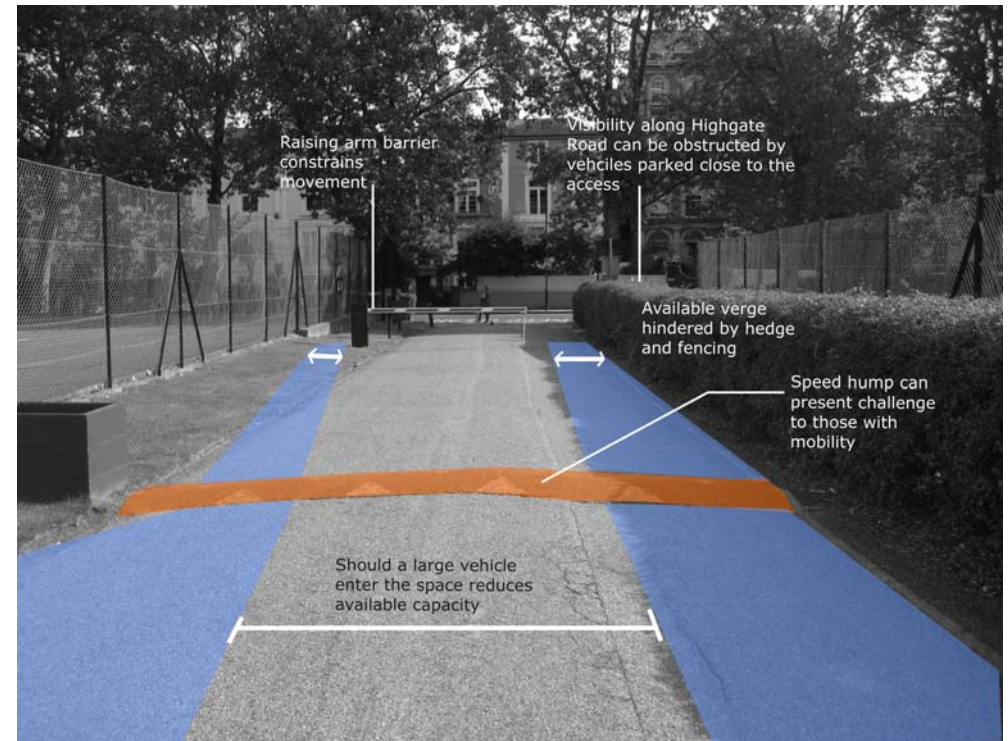 Raising arm barrier
constrains
movement
Visibility along Highgate
Road can be obstructed by
vehciles parked close to the
access
Available verge
hindered by hedge
and fencing
Speed hump can
present challenge
to those with
mobility
Should a large vehicle
enter the space reduces
available capacity